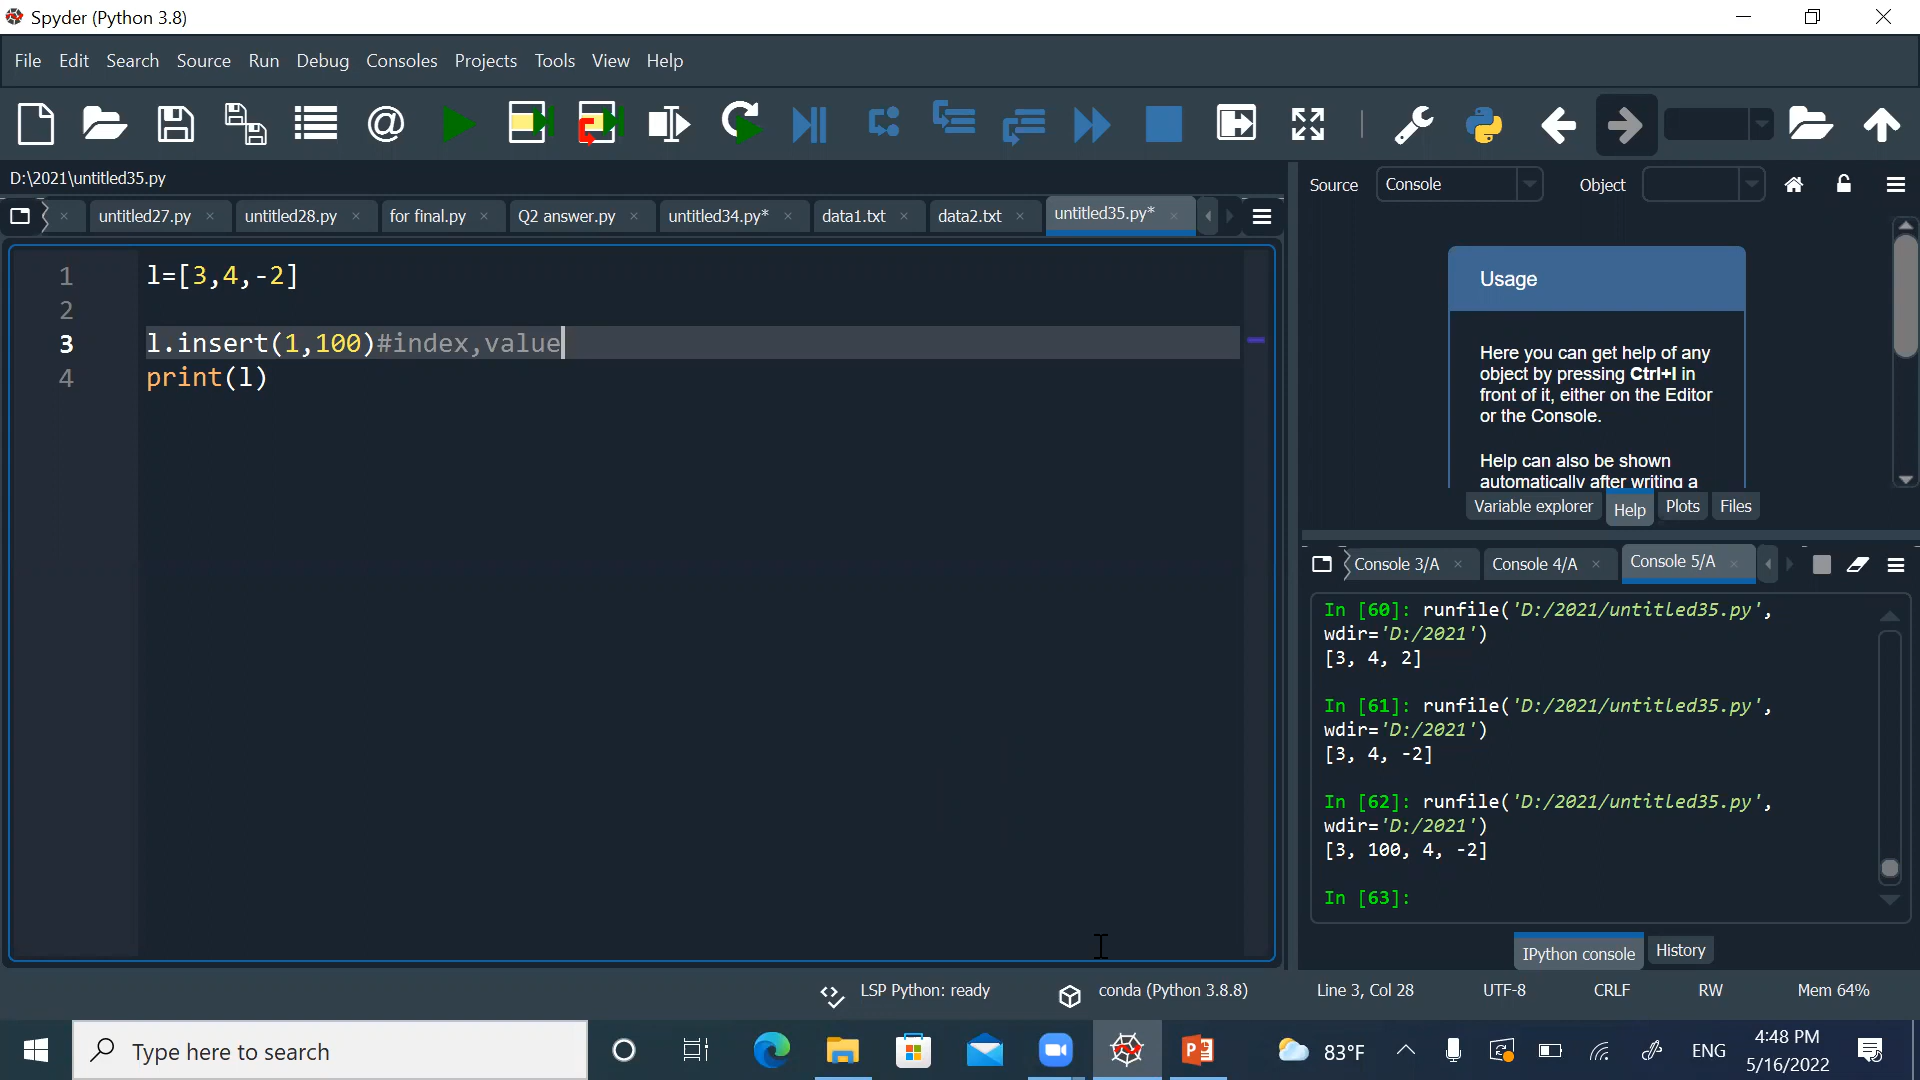 Spyder (Python 3.8)
File Edit Search Source Run Debug Consoles Projects Tools View Help
D:\2021\untitled35.py
untitled27.py untitled28.py for final.py Q2 answer.py untitled34.py* data1.txt data2.txt untitled35.py*
1 l=[3,4,-2]
2
3 l.insert(1,100)#index,value
4 print(l)
Source Console Object
Usage
Here you can get help of any
object by pressing Ctrl+I in
front of it, either on the Editor
or the Console.
Help can also be shown
automatically after writing a
Variable explorer Help Plots Files
Console 3/A Console 4/A Console 5/A
In [60]: runfile('D:/2021/untitled35.py',
wdir='D:/2021')
[3, 4, 2]
In [61]: runfile('D:/2021/untitled35.py',
wdir='D:/2021')
[3, 4, -2]
In [62]: runfile('D:/2021/untitled35.py',
wdir='D:/2021')
[3, 100, 4, -2]
In [63]:
IPython console History
LSP Python: ready conda (Python 3.8.8) Line 3, Col 28 UTF-8 CRLF RW Mem 64%
Type here to search
83°F
ENG
4:48 PM
5/16/2022